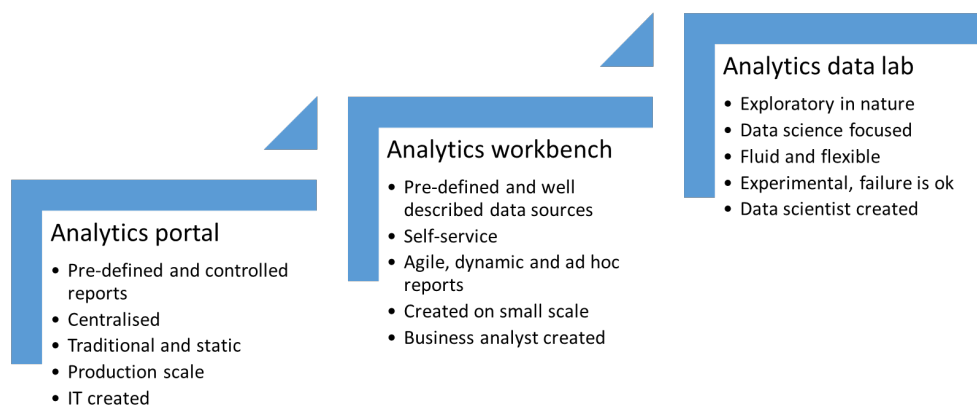 Analytics portal
• Pre-defined and controlled
reports
• Centralised
• Traditional and static
• Production scale
• IT created
Analytics workbench
• Pre-defined and well
described data sources
• Self-service
• Agile, dynamic and ad hoc
reports
• Created on small scale
• Business analyst created
Analytics data lab
• Exploratory in nature
• Data science focused
• Fluid and flexible
• Experimental, failure is ok
• Data scientist created